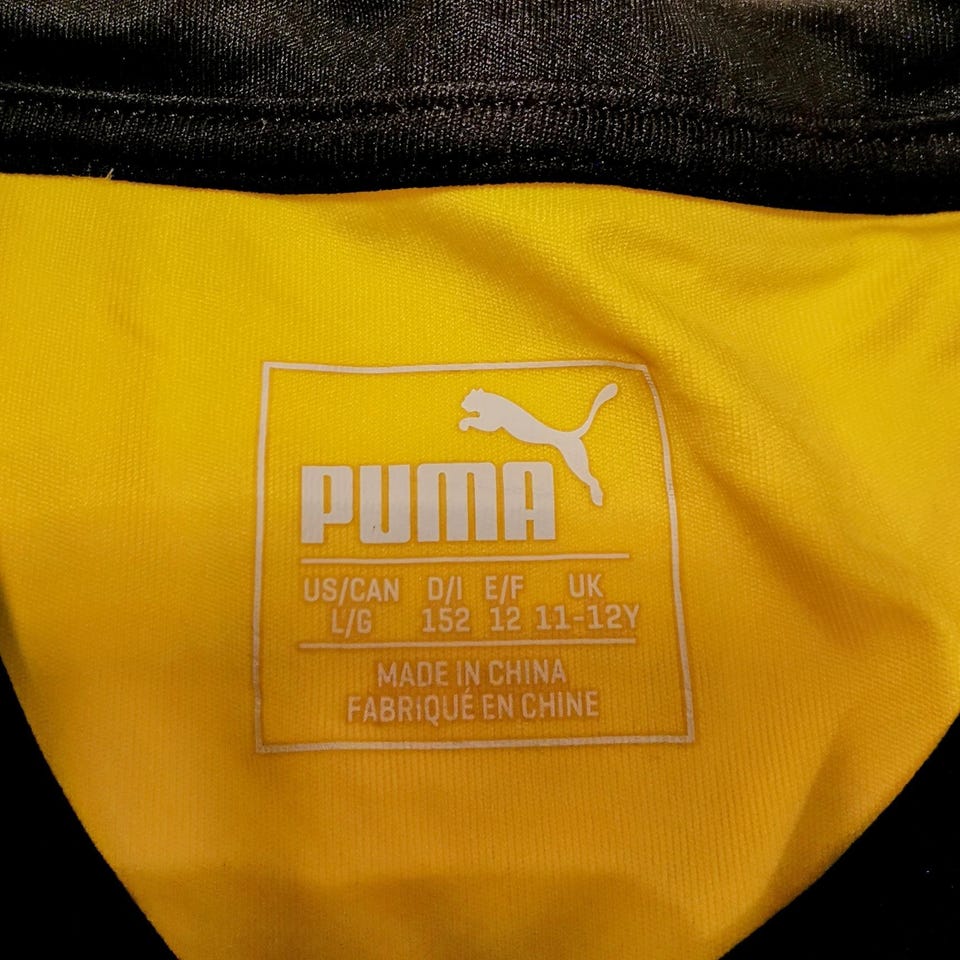 PUMA
US/CAN D/I E/F UK
L/G 152 12 11-12Y
MADE IN CHINA
FABRIQUÉ EN CHINE